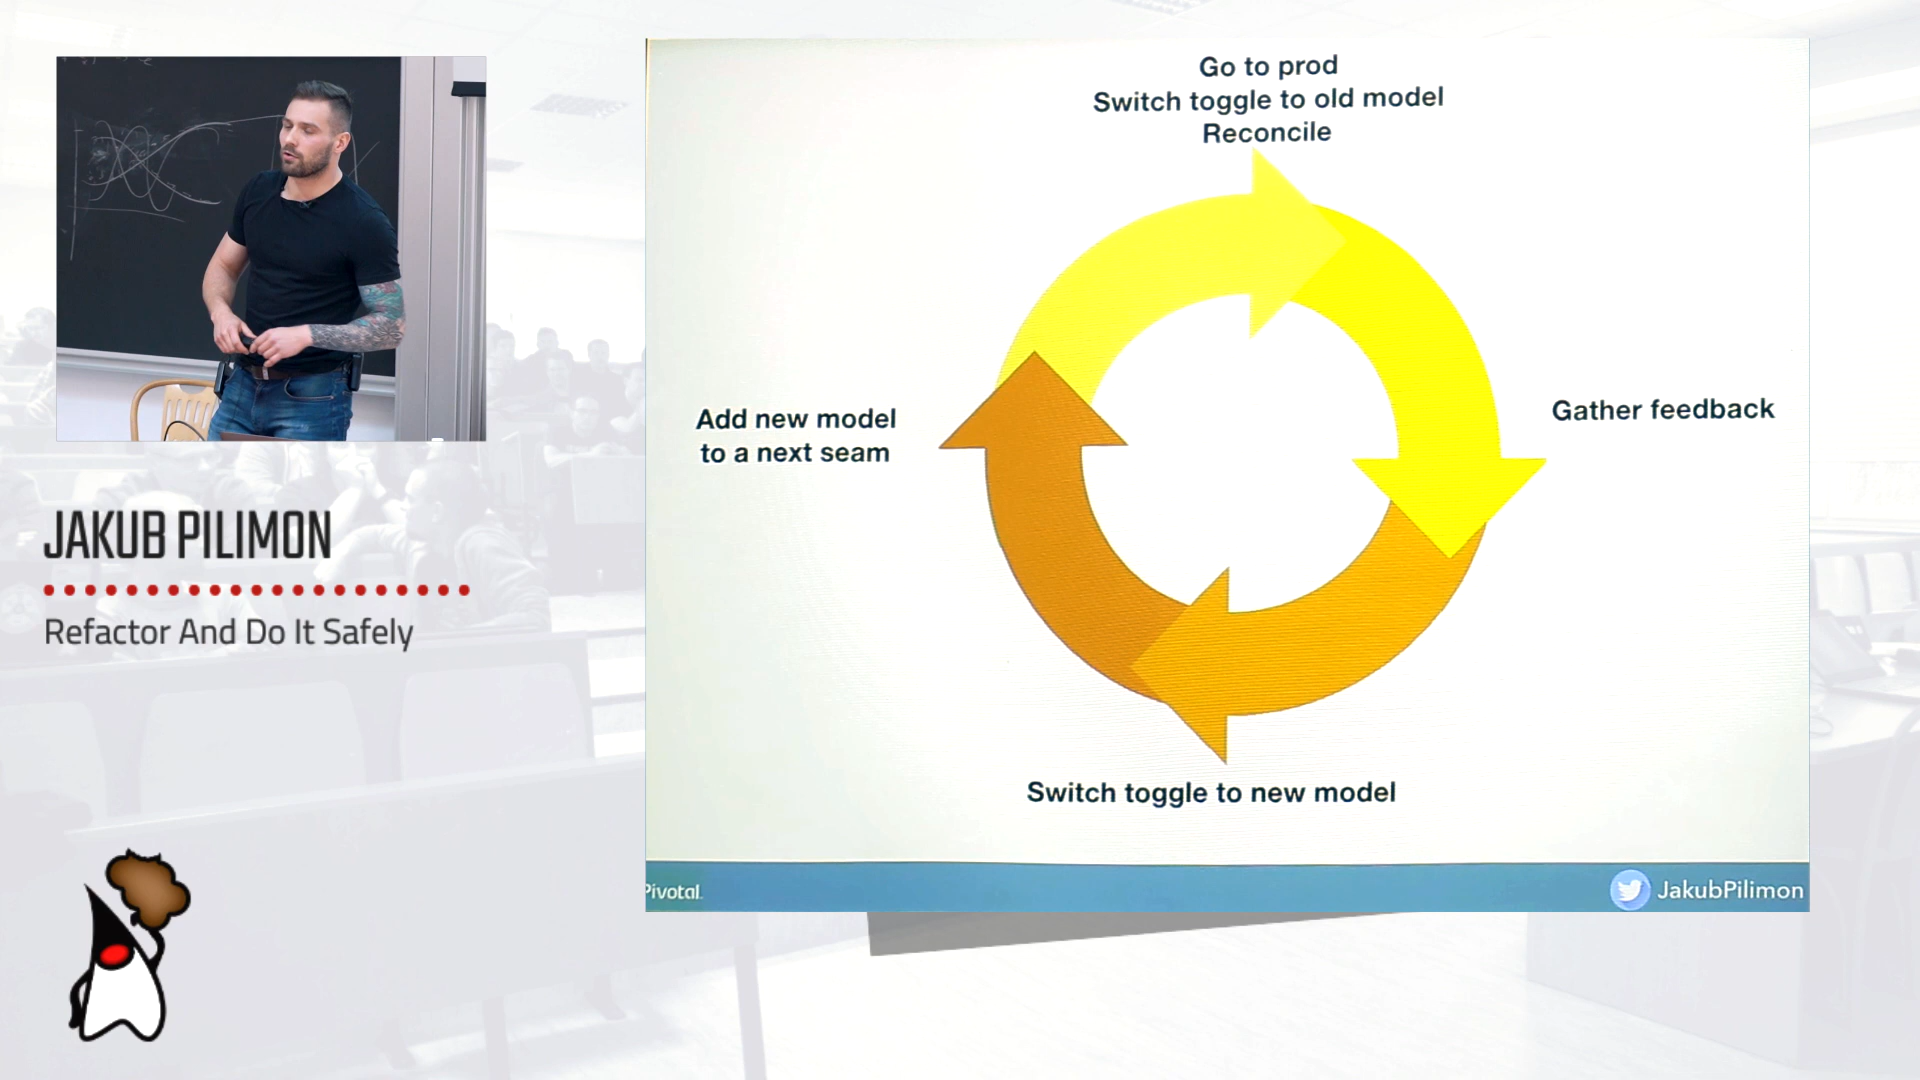 JAKUB PILIMON
Refactor And Do It Safely
Go to prod
Switch toggle to old model
Reconcile
Gather feedback
Add new model
to a next seam
Switch toggle to new model
Pivotal.
JakubPilimon